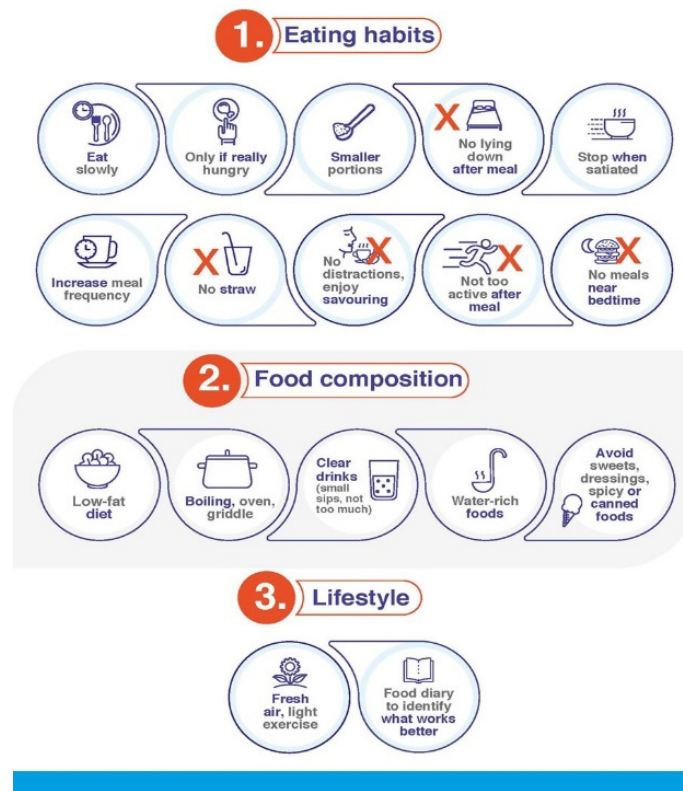 1. Eating habits
Eat
slowly
Only if really
hungry
Smaller
portions
No lying
down
after meal
Stop when
satiated
Increase meal
frequency
No straw
No
distractions,
enjoy
savouring
Not too
active after
meal
No meals
near
bedtime
2. Food composition
Low-fat
diet
Boiling, oven,
griddle
Clear
drinks
(small
sips, not
too much)
Water-rich
foods
Avoid
sweets,
dressings,
spicy or
canned
foods
3. Lifestyle
Fresh
air, light
exercise
Food diary
to identify
what works
better